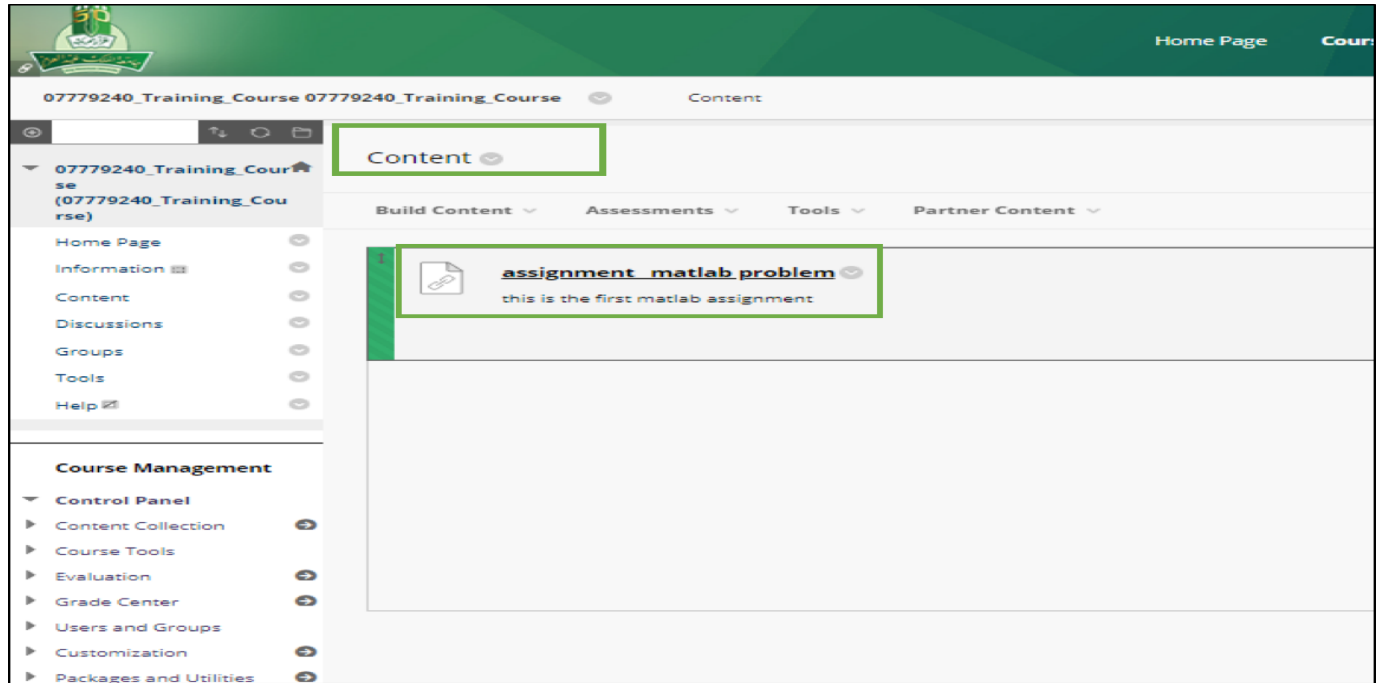 Home Page
07779240_Training_Course 07779240_Training_Course
Content
07779240_Training_Cour
se
(07779240_Training_Cou
rse)
Home Page
Information
Content
Discussions
Groups
Tools
Help
Course Management
Control Panel
Content Collection
Course Tools
Evaluation
Grade Center
Users and Groups
Customization
Packages and Utilities
Content
Build Content
Assessments
Tools
Partner Content
assignment matlab problem
this is the first matlab assignment